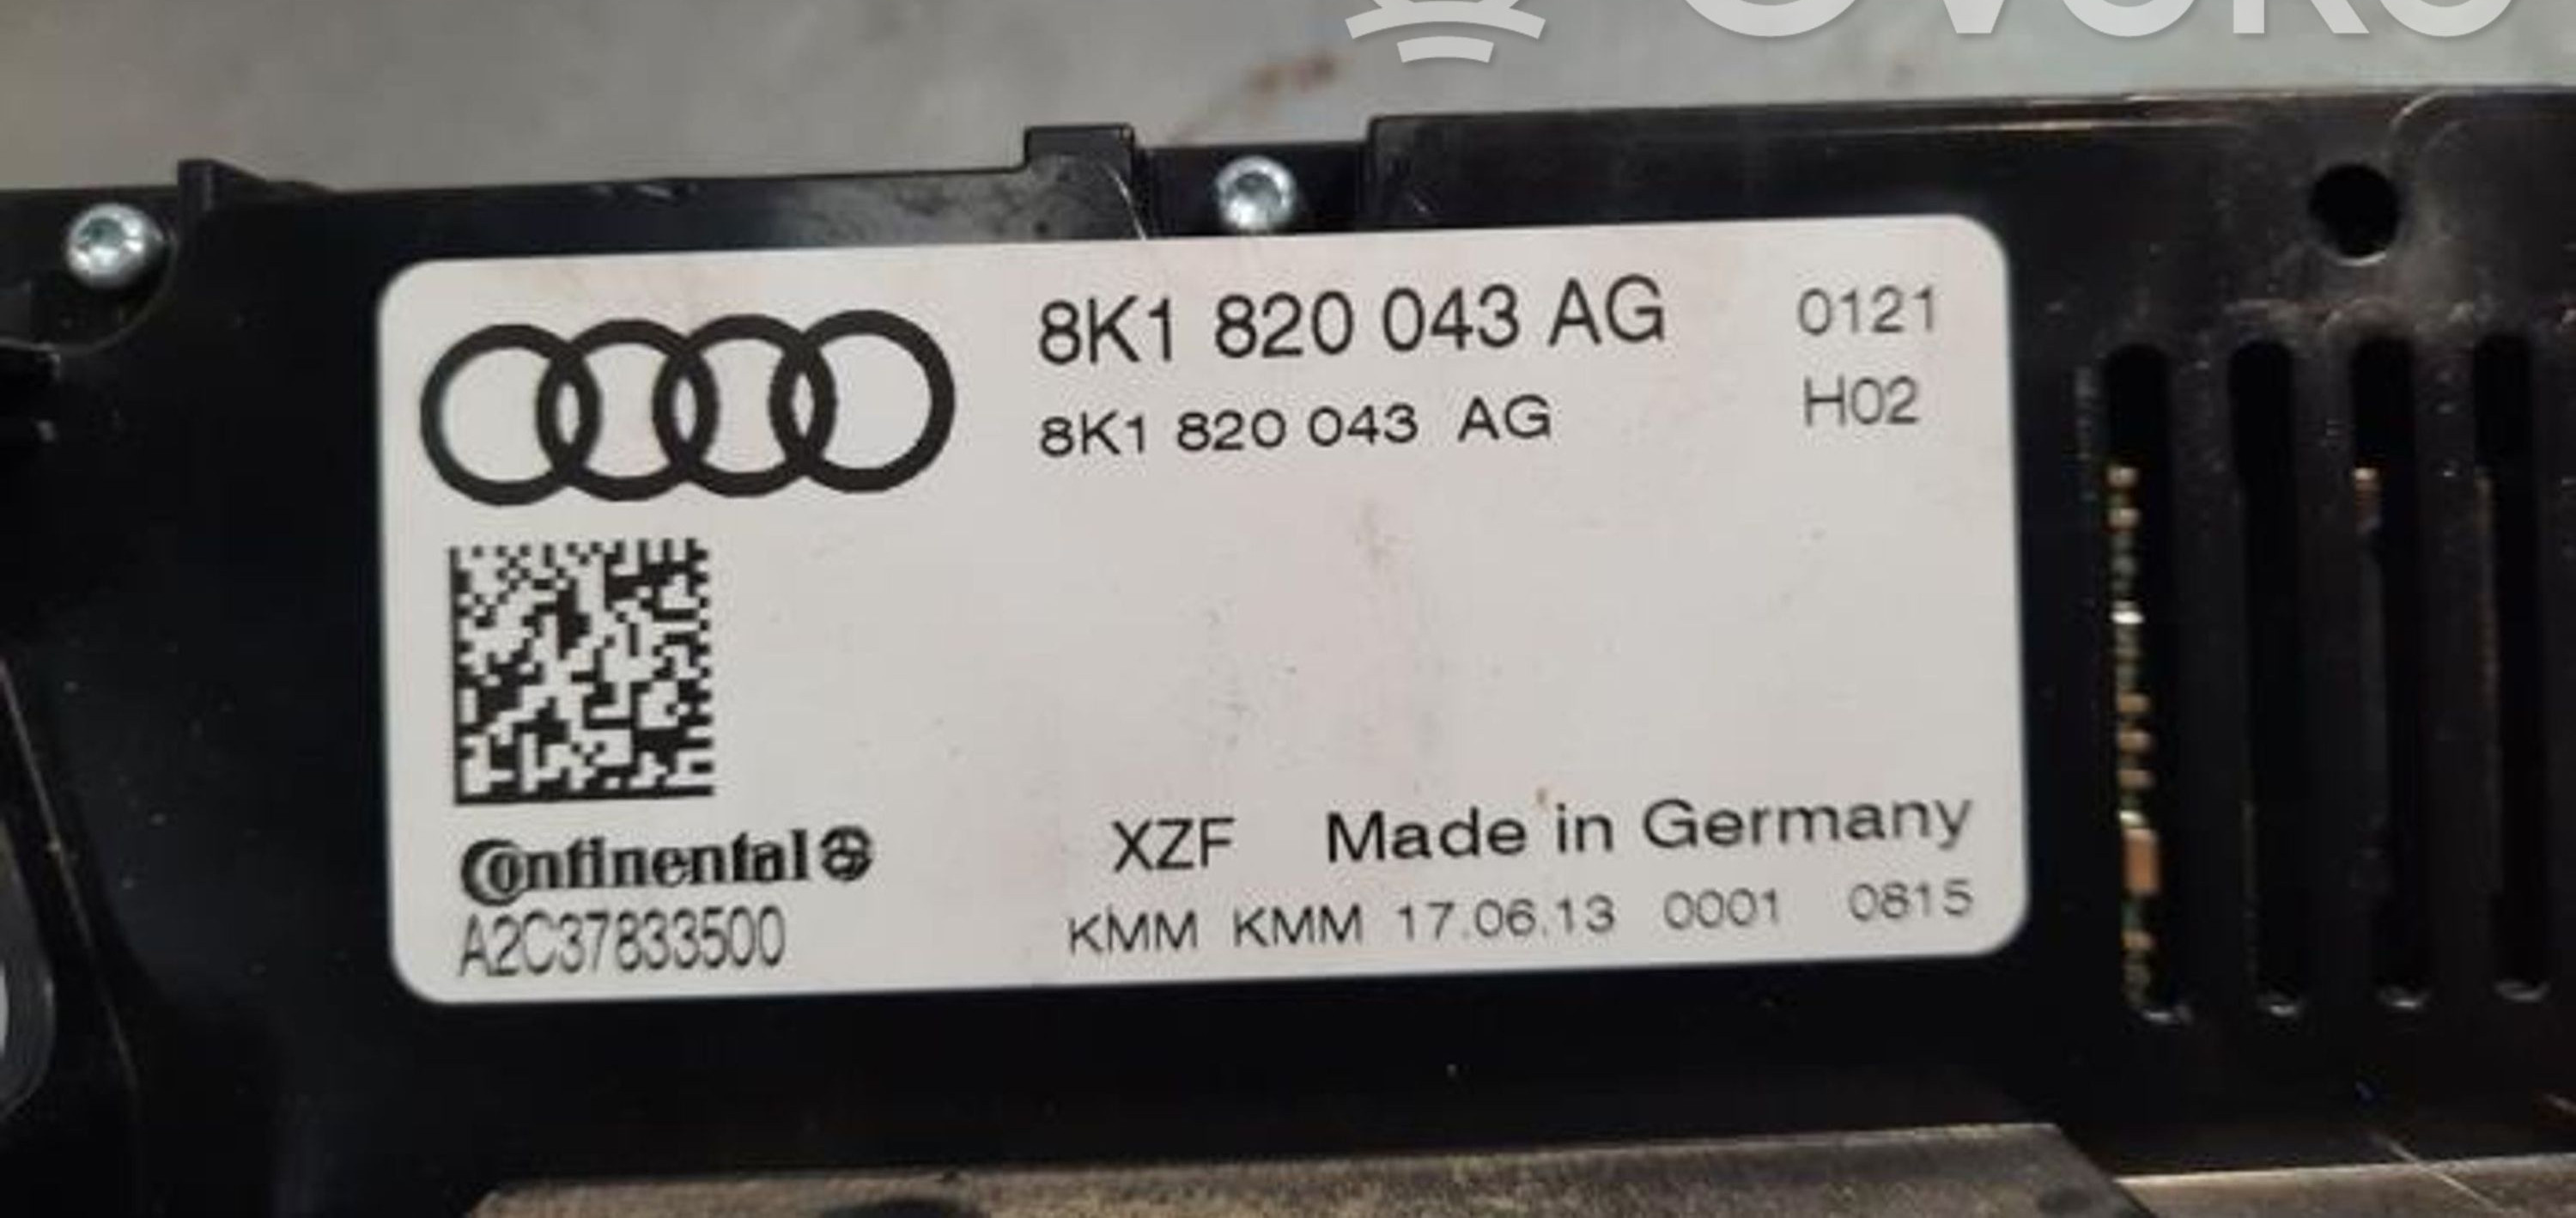 8K1 820 043 AG 0121
8K1 820 043 AG H02
Continental
A2C37833500
XZF Made in Germany
KMM KMM 17.06.13 0001 0815